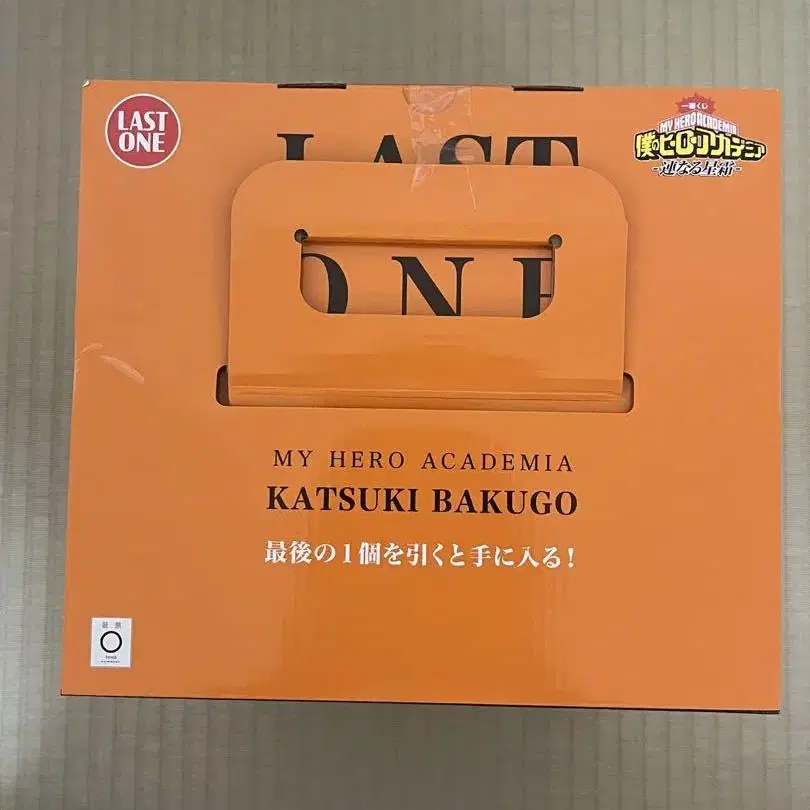 LAST
ONE
一番くじ
MY HERO ACADEMIA
僕のヒーローアカデミア
-連なる星霜-
LAST
ONE
MY HERO ACADEMIA
KATSUKI BAKUGO
最後の1個を引くと手に入る!